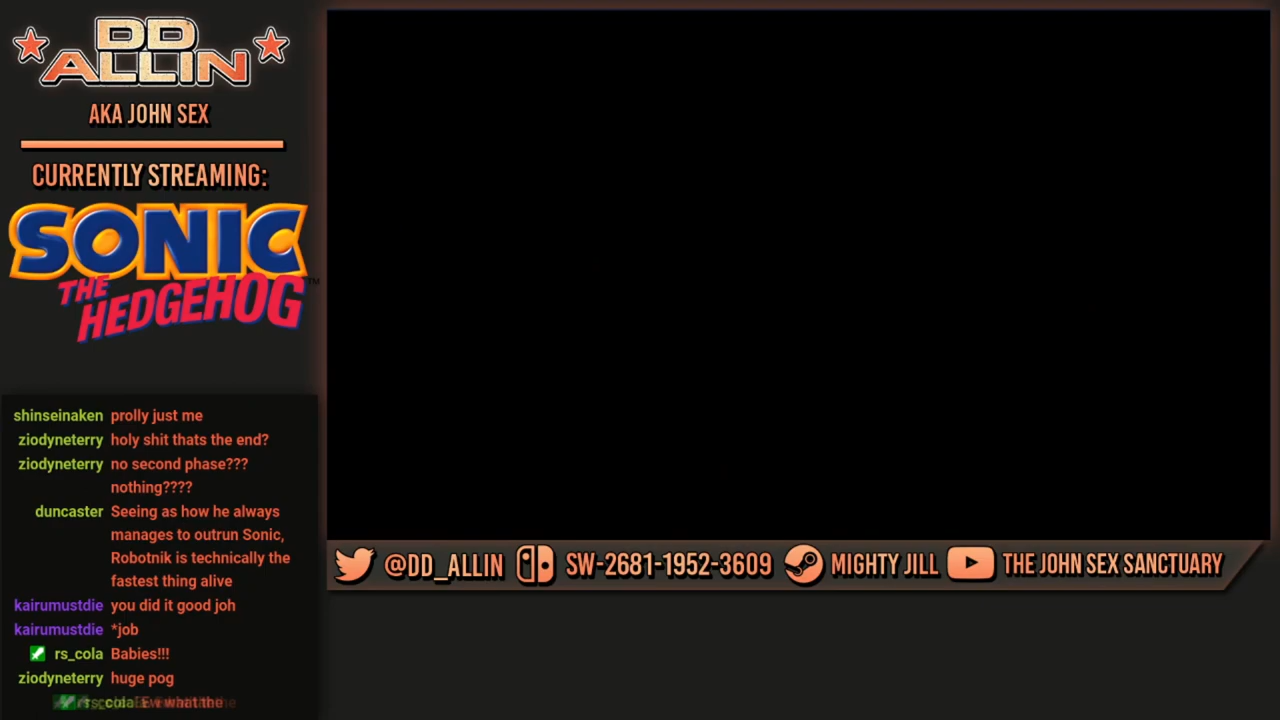 DD
ALLIN
AKA JOHN SEX
CURRENTLY STREAMING:
SONIC
THE
HEDGEHOG™
shinseinaken prolly just me
ziodyneterry holy shit thats the end?
ziodyneterry no second phase???
nothing????
duncaster Seeing as how he always
manages to outrun Sonic,
Robotnik is technically the
fastest thing alive
kairumustdie you did it good joh
kairumustdie *job
rs_cola Babies!!!
ziodyneterry huge pog
@DD_ALLIN SW-2681-1952-3609 MIGHTY JILL THE JOHN SEX SANCTUARY